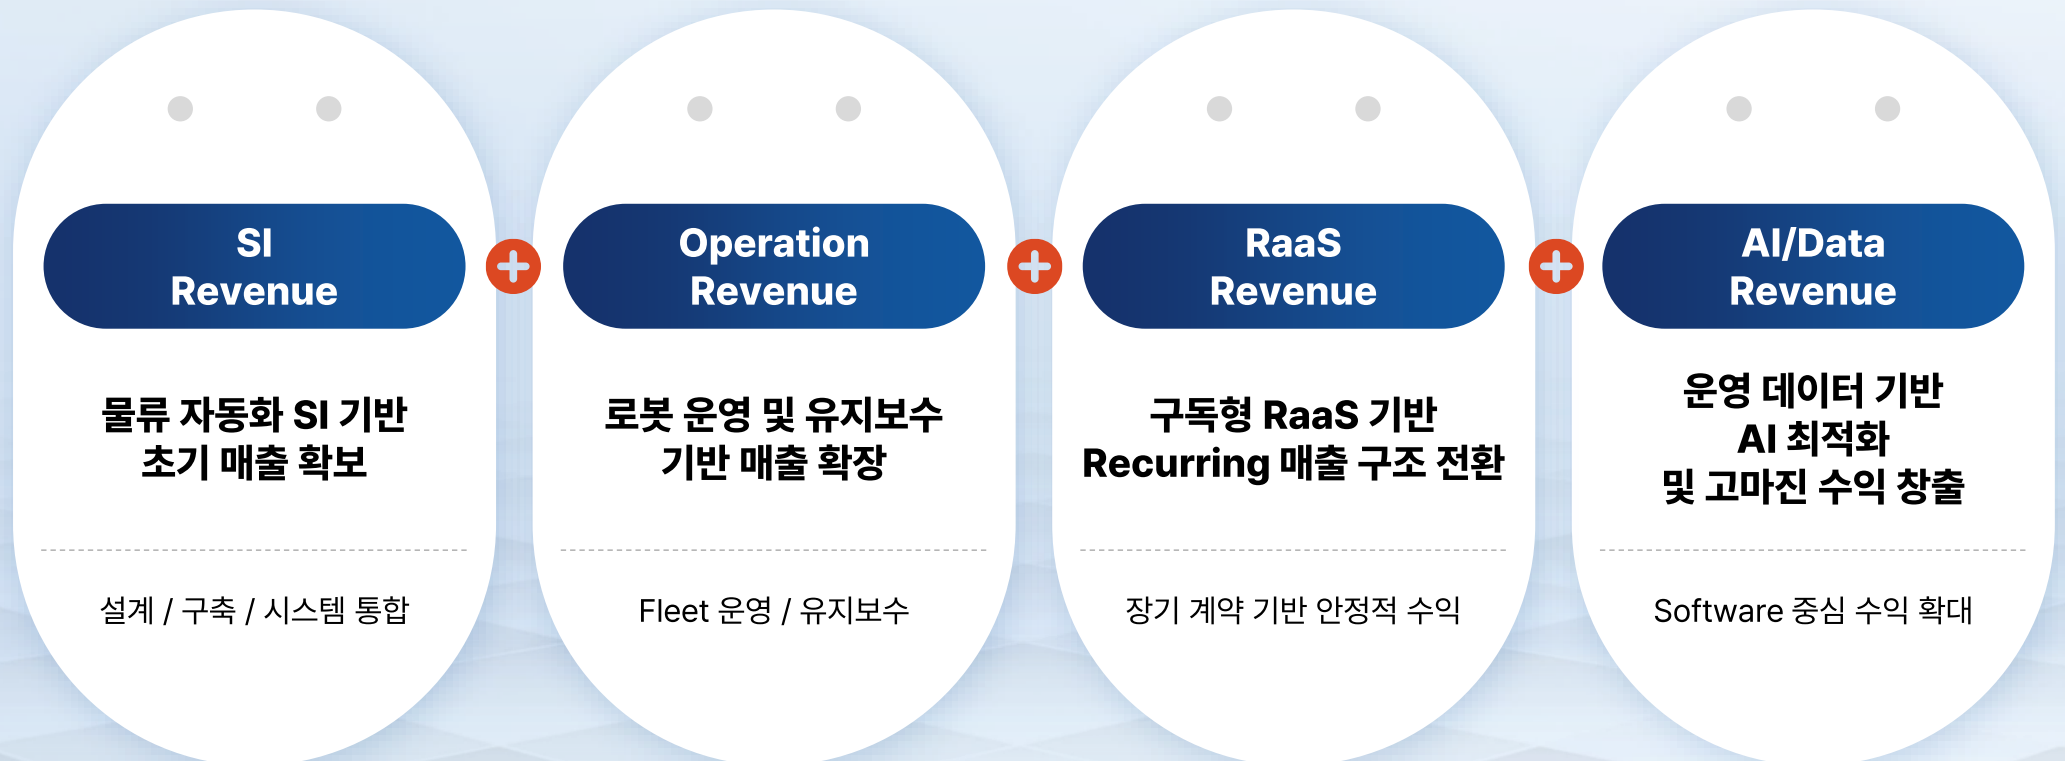 SI
Revenue
물류 자동화 SI 기반
초기 매출 확보
설계 / 구축 / 시스템 통합
Operation
Revenue
로봇 운영 및 유지보수
기반 매출 확장
Fleet 운영 / 유지보수
RaaS
Revenue
구독형 RaaS 기반
Recurring 매출 구조 전환
장기 계약 기반 안정적 수익
AI/Data
Revenue
운영 데이터 기반
AI 최적화
및 고마진 수익 창출
Software 중심 수익 확대